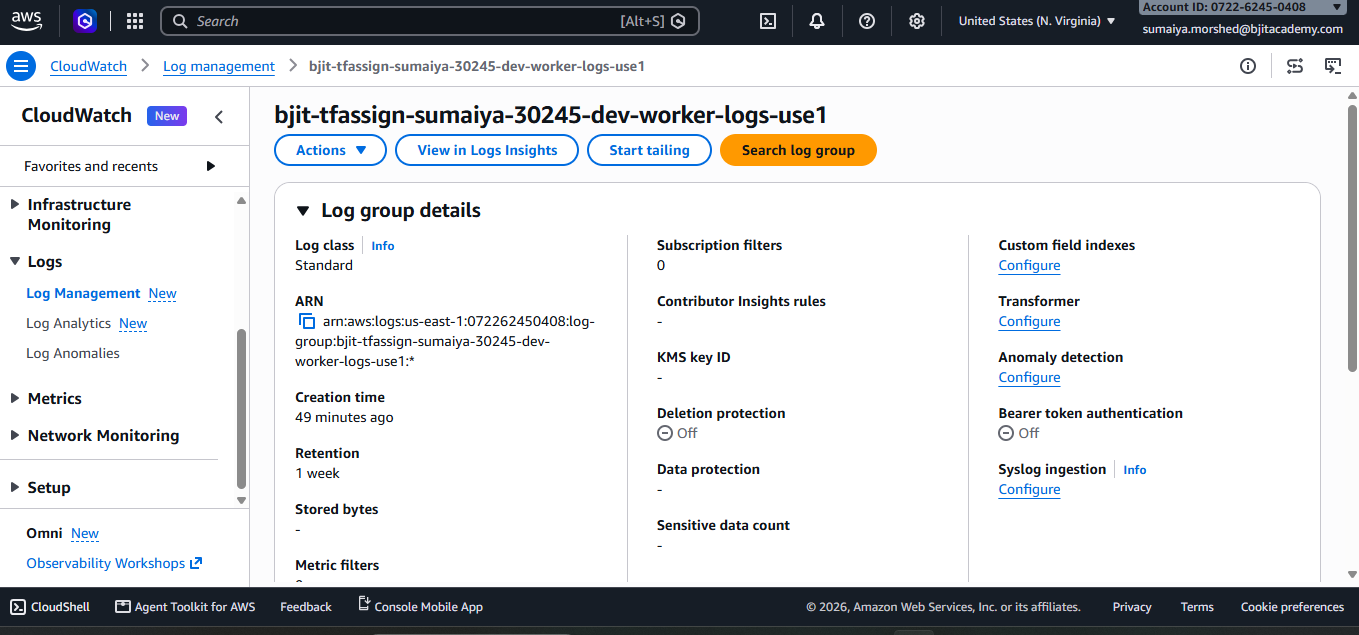 aws
Search [Alt+S]
United States (N. Virginia)
Account ID: 0722-6245-0408
sumaiya.morshed@bjitacademy.com
CloudWatch
Log management
bjit-tfassign-sumaiya-30245-dev-worker-logs-use1
CloudWatch New
Favorites and recents
Infrastructure
Monitoring
Logs
Log Management New
Log Analytics New
Log Anomalies
Metrics
Network Monitoring
Setup
Omni New
Observability Workshops
bjit-tfassign-sumaiya-30245-dev-worker-logs-use1
Actions
View in Logs Insights
Start tailing
Search log group
Log group details
Log class Info
Standard
ARN
arn:aws:logs:us-east-1:072262450408:log-
group:bjit-tfassign-sumaiya-30245-dev-
worker-logs-use1:*
Creation time
49 minutes ago
Retention
1 week
Stored bytes
-
Metric filters
Subscription filters
0
Contributor Insights rules
-
KMS key ID
-
Deletion protection
Off
Data protection
-
Sensitive data count
-
Custom field indexes
Configure
Transformer
Configure
Anomaly detection
Configure
Bearer token authentication
Off
Syslog ingestion Info
Configure
CloudShell
Agent Toolkit for AWS
Feedback
Console Mobile App
© 2026, Amazon Web Services, Inc. or its affiliates.
Privacy
Terms
Cookie preferences